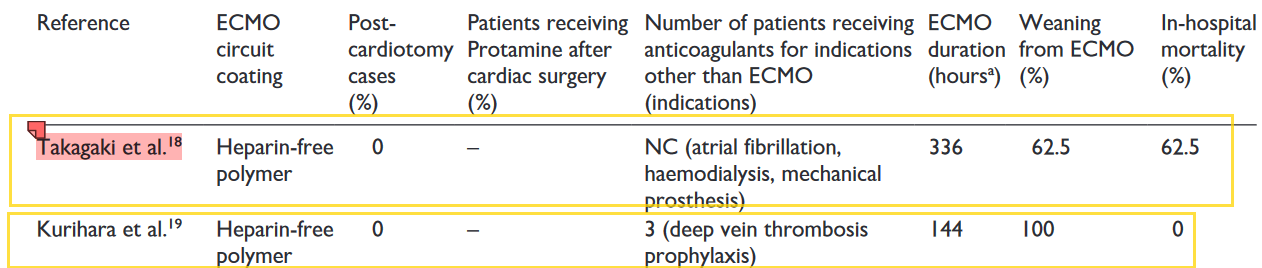 Reference ECMO Post- Patients receiving Number of patients receiving ECMO Weaning In-hospital
circuit cardiotomy Protamine after anticoagulants for indications duration from ECMO mortality
coating cases cardiac surgery other than ECMO (hoursᵃ) (%) (%)
(%) (%) (indications)
Takagaki et al.¹⁸ Heparin-free 0 – NC (atrial fibrillation, 336 62.5 62.5
polymer haemodialysis, mechanical
prosthesis)
Kurihara et al.¹⁹ Heparin-free 0 – 3 (deep vein thrombosis 144 100 0
polymer prophylaxis)